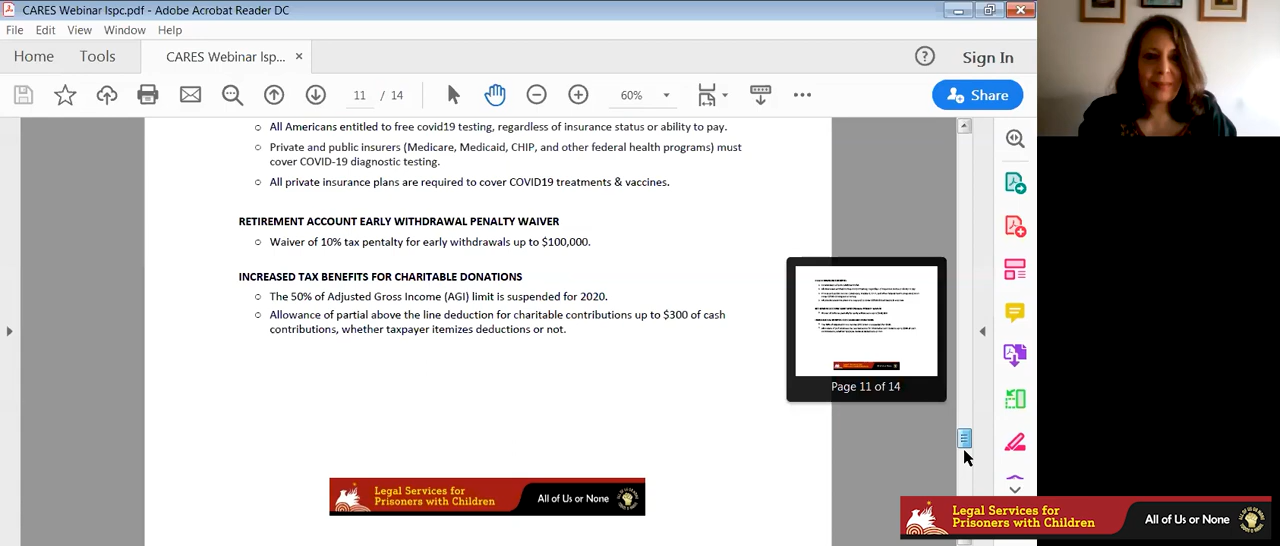 CARES Webinar lspc.pdf - Adobe Acrobat Reader DC
File Edit View Window Help
Home Tools CARES Webinar lspc... × Sign In
11 / 14 60% Share
○ All Americans entitled to free covid19 testing, regardless of insurance status or ability to pay.
○ Private and public insurers (Medicare, Medicaid, CHIP, and other federal health programs) must
cover COVID-19 diagnostic testing.
○ All private insurance plans are required to cover COVID19 treatments & vaccines.
RETIREMENT ACCOUNT EARLY WITHDRAWAL PENALTY WAIVER
○ Waiver of 10% tax pentalty for early withdrawals up to $100,000.
INCREASED TAX BENEFITS FOR CHARITABLE DONATIONS
○ The 50% of Adjusted Gross Income (AGI) limit is suspended for 2020.
○ Allowance of partial above the line deduction for charitable contributions up to $300 of cash
contributions, whether taxpayer itemizes deductions or not.
Page 11 of 14
Legal Services for
Prisoners with Children
All of Us or None
Legal Services for
Prisoners with Children
All of Us or None